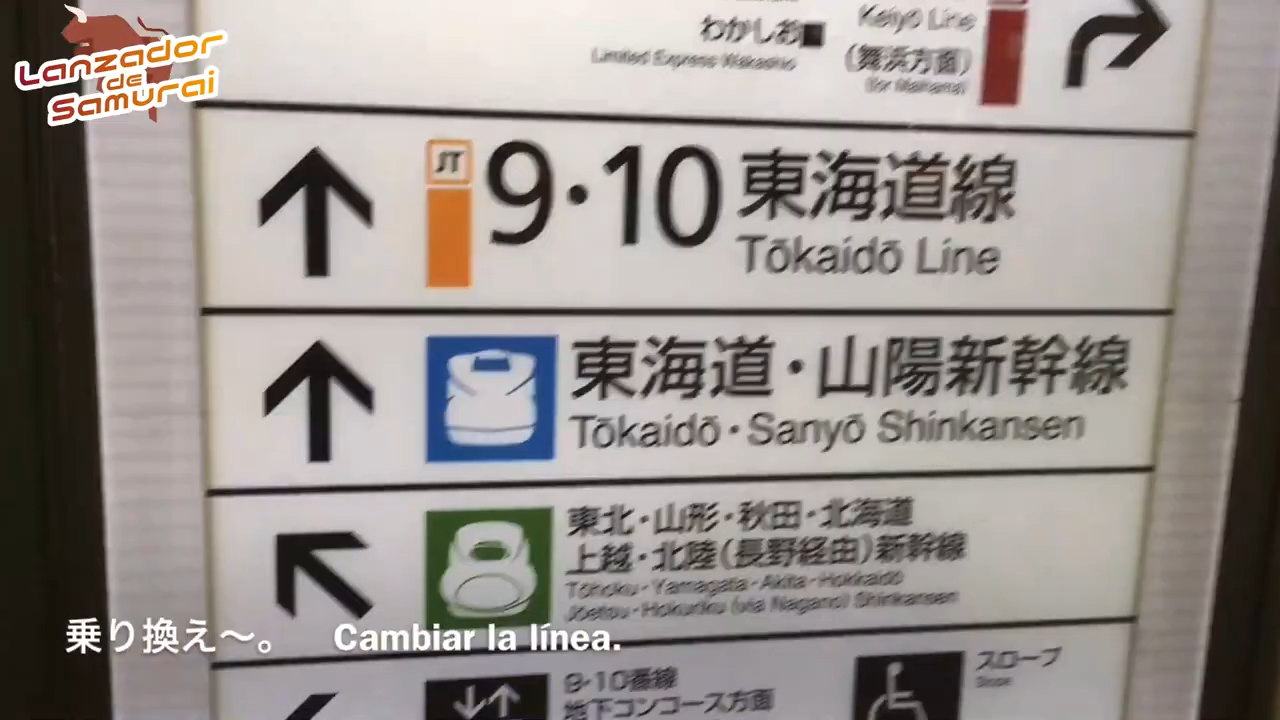 Lanzador
de
Samurai
わかしお
Limited Express Wakashio
Keiyō Line
(舞浜方面)
(for Maihama)
JT
9・10 東海道線
Tōkaidō Line
東海道・山陽新幹線
Tōkaidō・Sanyō Shinkansen
東北・山形・秋田・北海道
上越・北陸(長野経由)新幹線
Tōhoku・Yamagata・Akita・Hokkaidō
Jōetsu・Hokuriku (via Nagano) Shinkansen
乗り換え〜。 Cambiar la línea.
9・10番線
地下コンコース方面
スロープ
Slope